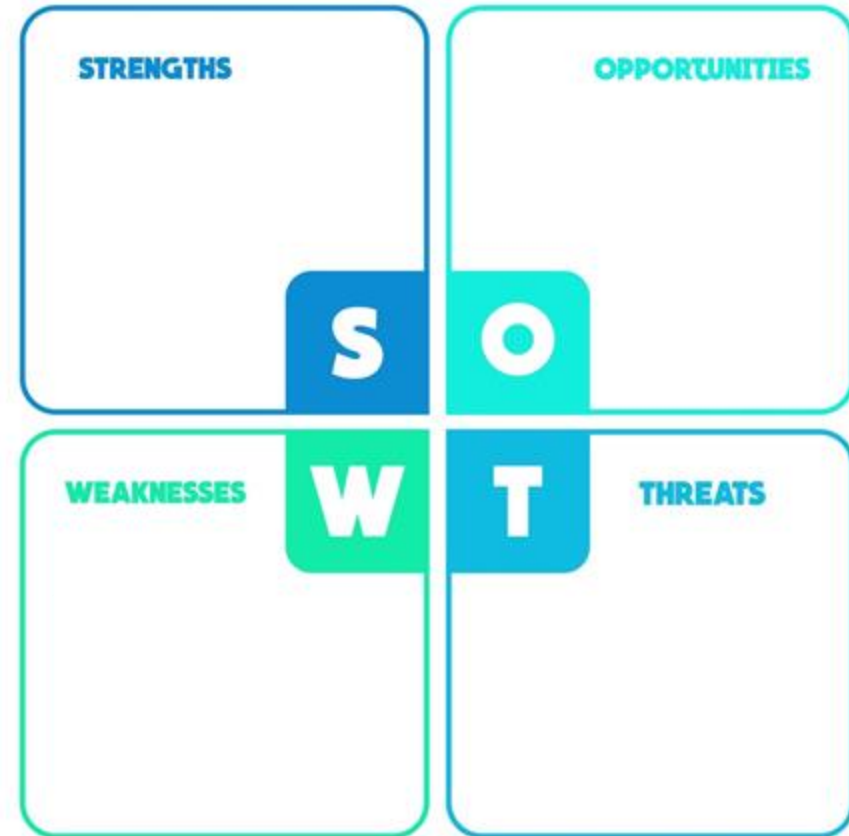 STRENGTHS
OPPORTUNITIES
S
O
WEAKNESSES
W
T
THREATS